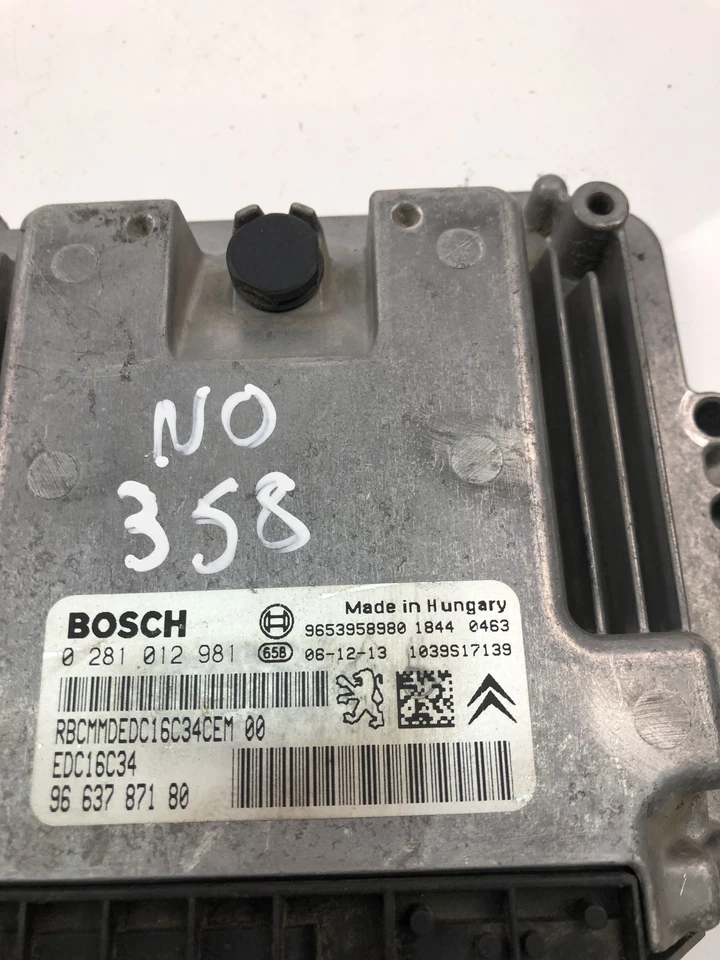 NO
358
BOSCH
Made in Hungary
9653958980 1844 0463
0 281 012 981 65B 06-12-13 1039S17139
RBCMMDEDC16C34CEM 00
EDC16C34
96 637 871 80